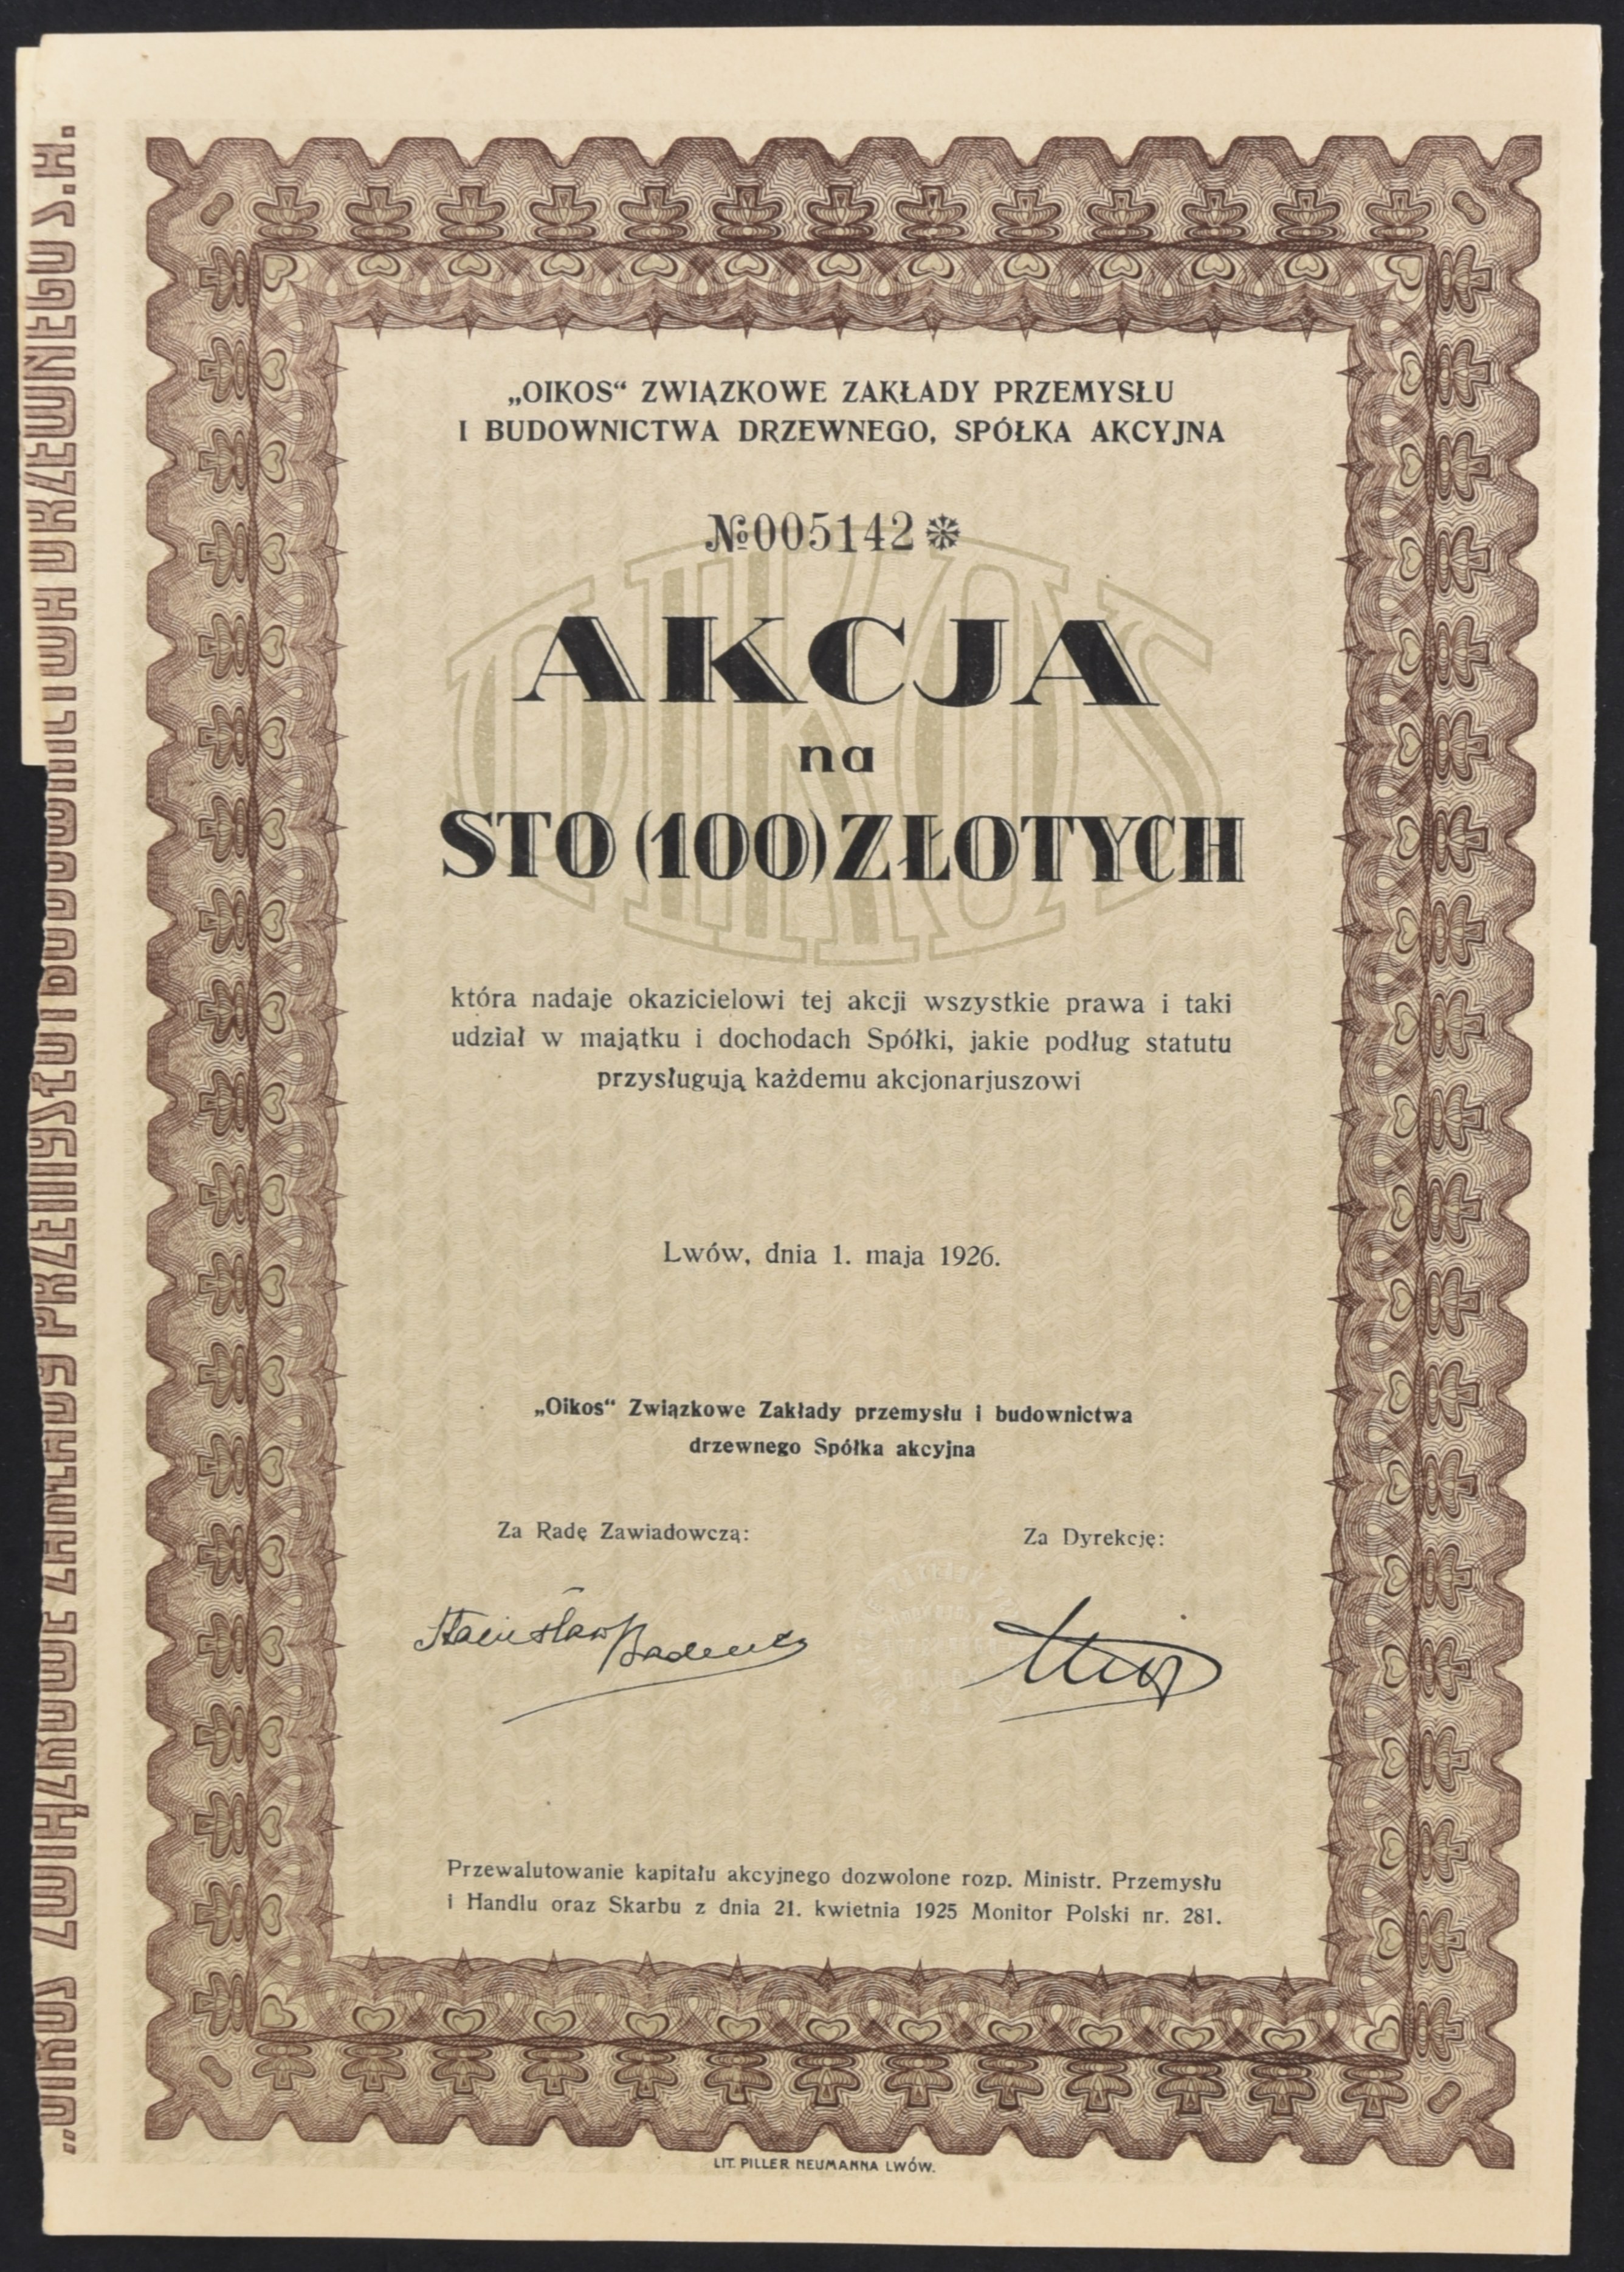 „OIKOS“ ZWIĄZKOWE ZAKŁADY PRZEMYSŁU
I BUDOWNICTWA DRZEWNEGO, SPÓŁKA AKCYJNA
№005142
OIKOS
AKCJA
na
STO (100) ZŁOTYCH
która nadaje okazicielowi tej akcji wszystkie prawa i taki
udział w majątku i dochodach Spółki, jakie podług statutu
przysługują każdemu akcjonarjuszowi
Lwów, dnia 1. maja 1926.
„Oikos“ Związkowe Zakłady przemysłu i budownictwa
drzewnego Spółka akcyjna
Za Radę Zawiadowczą:
Za Dyrekcję:
Stanisław Badeni
Przewalutowanie kapitału akcyjnego dozwolone rozp. Ministr. Przemysłu
i Handlu oraz Skarbu z dnia 21. kwietnia 1925 Monitor Polski nr. 281.
LIT. PILLER NEUMANNA LWÓW.
„OIKOS ZWIĄZKOWE ZAKŁADY PRZEMYSŁU I BUDOWNICTWA DRZEWNEGO S.A.